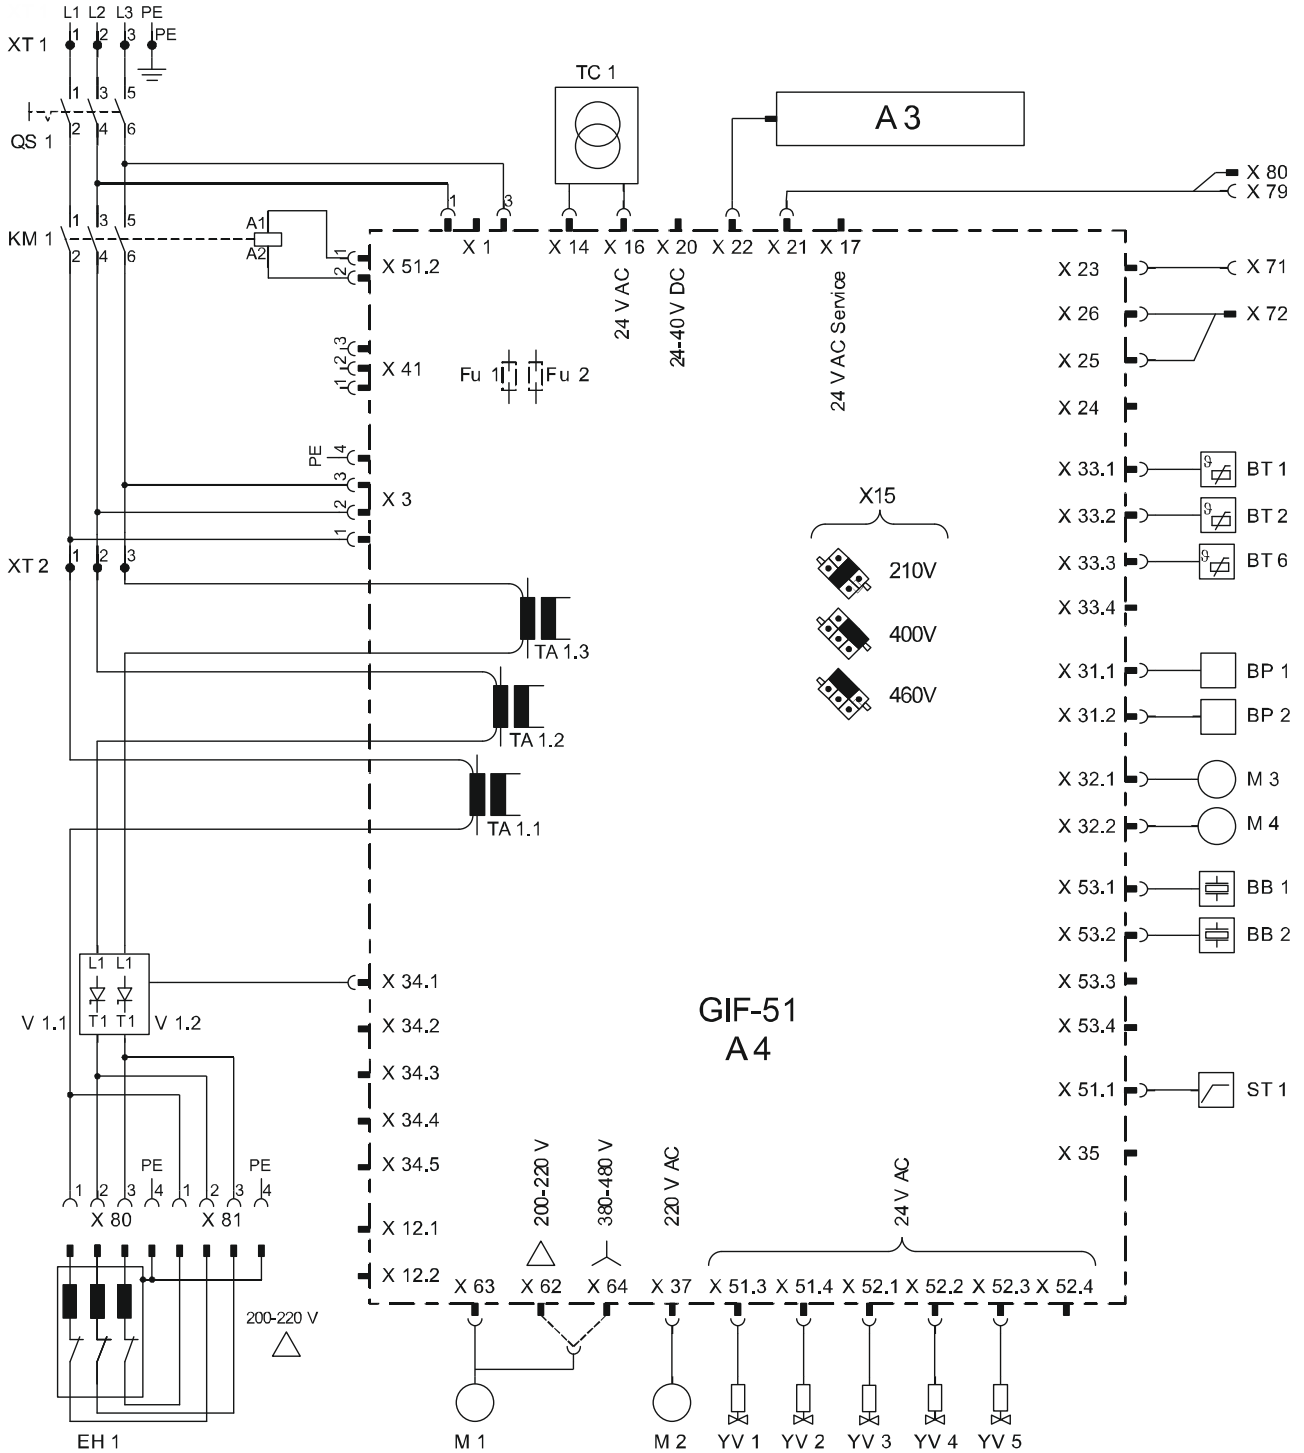 L1 L2 L3 PE
XT 1 1 2 3 PE
TC 1
A 3
1 3 5
QS 1
2 4 6
X 80
X 79
1 3
1 3 5
KM 1
A1
A2
2 4 6
1
2
X 51.2
X 1 X 14 X 16 X 20 X 22 X 21 X 17
24 V AC
24-40 V DC
24 V AC Service
X 23 X 71
X 26 X 72
X 25
X 24
3
2
1
X 41
Fu 1 Fu 2
PE 4
3
2
1
X 3
X15
210V
400V
460V
X 33.1 ϑ BT 1
X 33.2 ϑ BT 2
X 33.3 ϑ BT 6
X 33.4
XT 2 1 2 3
TA 1.3
TA 1.2
TA 1.1
X 31.1 BP 1
X 31.2 BP 2
X 32.1 M 3
X 32.2 M 4
X 53.1 BB 1
X 53.2 BB 2
X 53.3
X 53.4
X 51.1 ST 1
X 35
L1 L1
T1 T1
V 1.1 V 1.2
X 34.1
X 34.2
X 34.3
X 34.4
X 34.5
X 12.1
X 12.2
GIF-51
A 4
PE PE
1 2 3 4 1 2 3 4
X 80 X 81
200-220 V
380-480 V
220 V AC
24 V AC
X 63 X 62 X 64 X 37 X 51.3 X 51.4 X 52.1 X 52.2 X 52.3 X 52.4
200-220 V
EH 1 M 1 M 2 YV 1 YV 2 YV 3 YV 4 YV 5